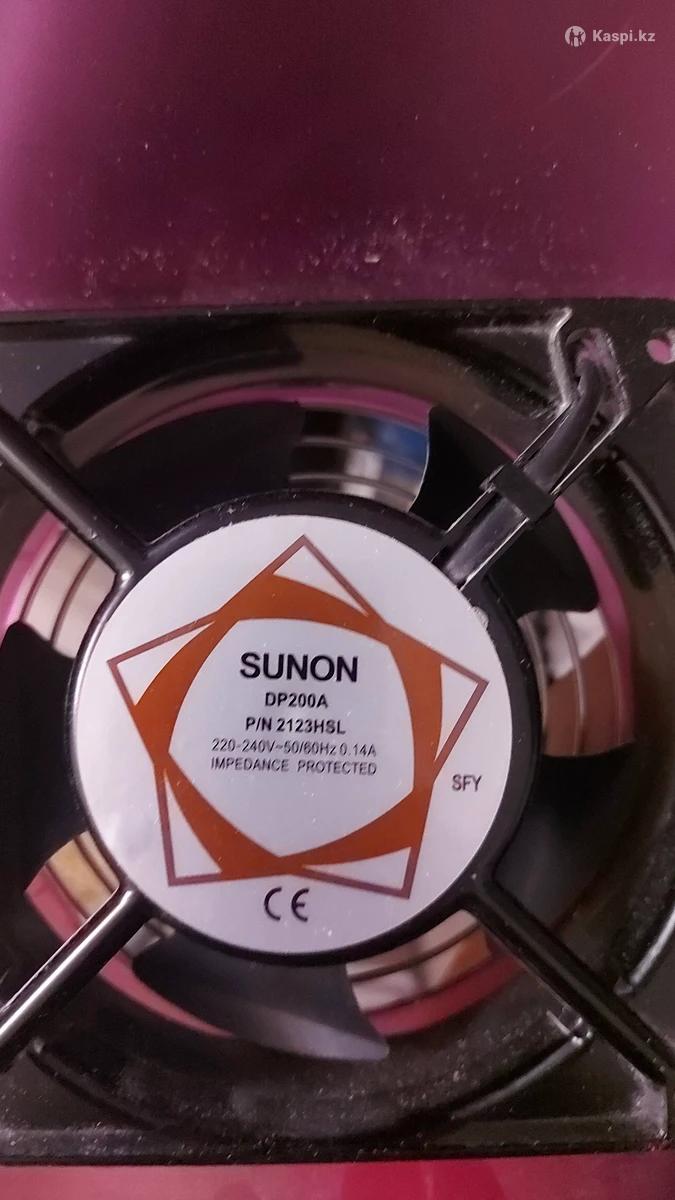 Kaspi.kz
SUNON
DP200A
P/N 2123HSL
220-240V~50/60Hz 0.14A
IMPEDANCE PROTECTED
SFY
CE